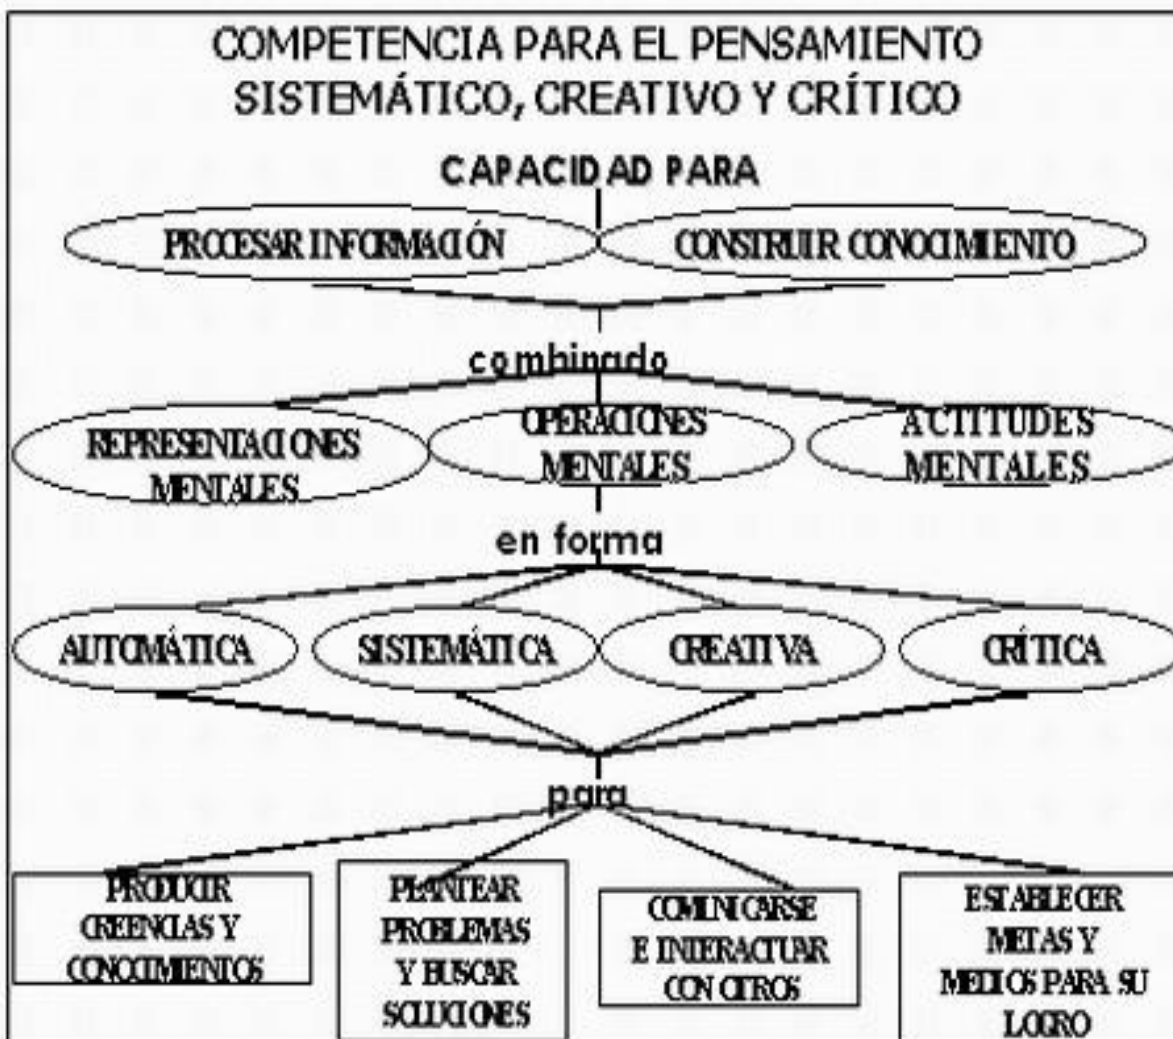 COMPETENCIA PARA EL PENSAMIENTO
SISTEMÁTICO, CREATIVO Y CRÍTICO
CAPACIDAD PARA
PROCESAR INFORMACIÓN
CONSTRUIR CONOCIMIENTO
combinado
REPRESENTACIONES
MENTALES
OPERACIONES
MENTALES
ACTITUDES
MENTALES
en forma
AUTOMÁTICA
SISTEMÁTICA
CREATIVA
CRÍTICA
para
PRODUCIR
CREENCIAS Y
CONOCIMIENTOS
PLANTEAR
PROBLEMAS
Y BUSCAR
SOLUCIONES
COMUNICARSE
E INTERACTUAR
CON OTROS
ESTABLECER
METAS Y
MEDIOS PARA SU
LOGRO